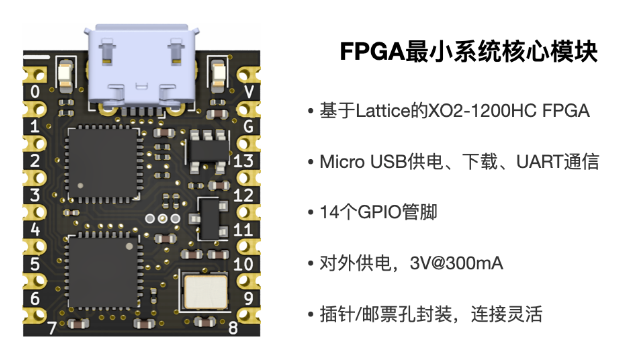 FPGA最小系统核心模块
• 基于Lattice的XO2-1200HC FPGA
• Micro USB供电、下载、UART通信
• 14个GPIO管脚
• 对外供电，3V@300mA
• 插针/邮票孔封装，连接灵活
0 V
1 G
2 13
3 12
4 11
5 10
6 9
7 8